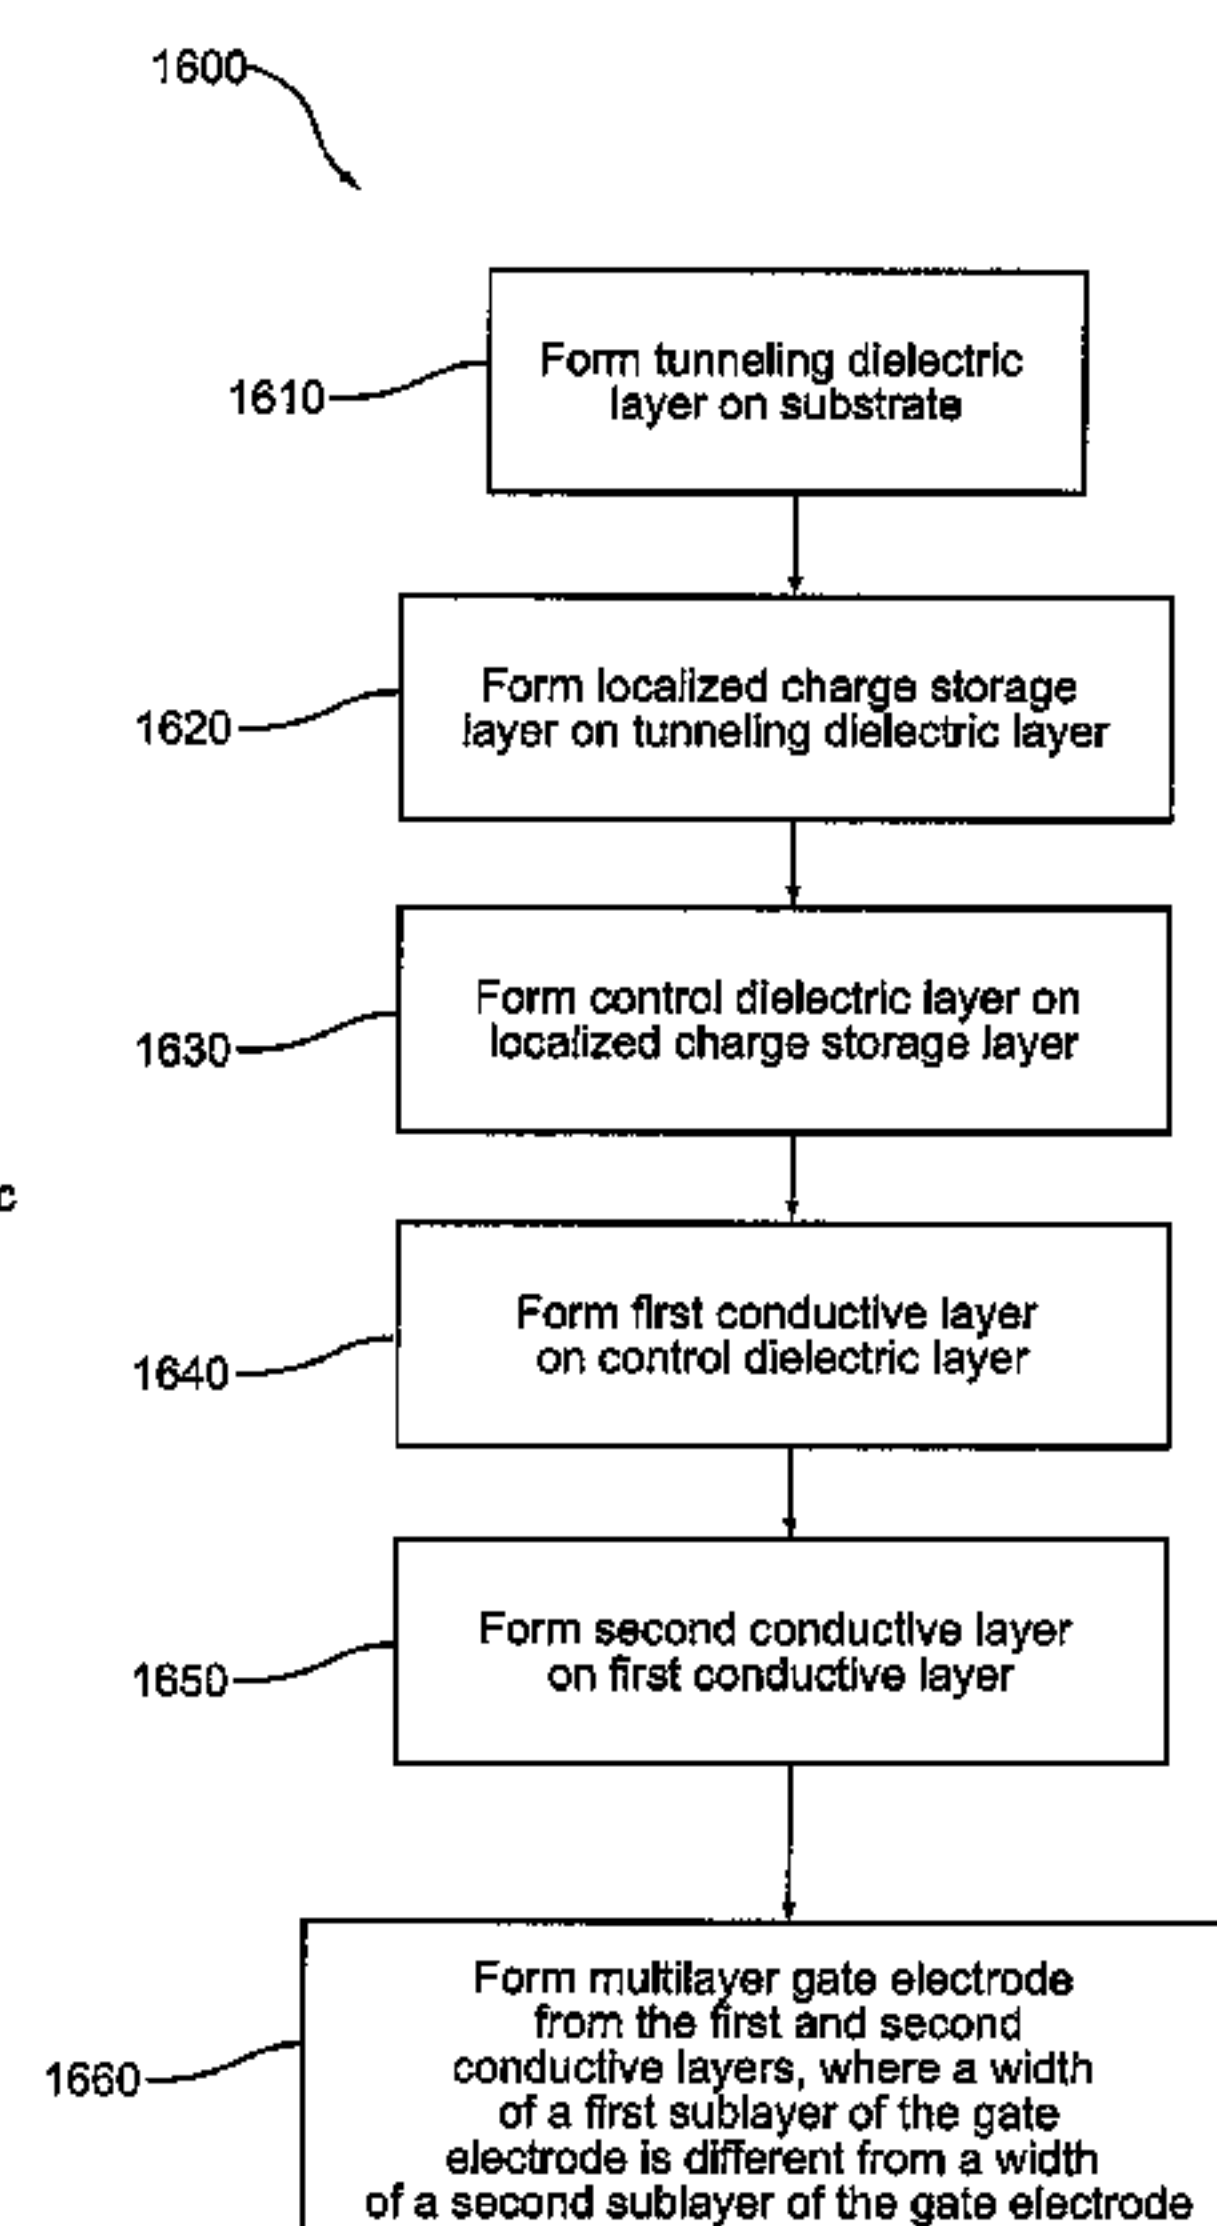 1600
Form tunneling dielectric
layer on substrate
1610
Form localized charge storage
layer on tunneling dielectric layer
1620
Form control dielectric layer on
localized charge storage layer
1630
c
Form first conductive layer
on control dielectric layer
1640
Form second conductive layer
on first conductive layer
1650
Form multilayer gate electrode
from the first and second
conductive layers, where a width
of a first sublayer of the gate
electrode is different from a width
of a second sublayer of the gate electrode
1660